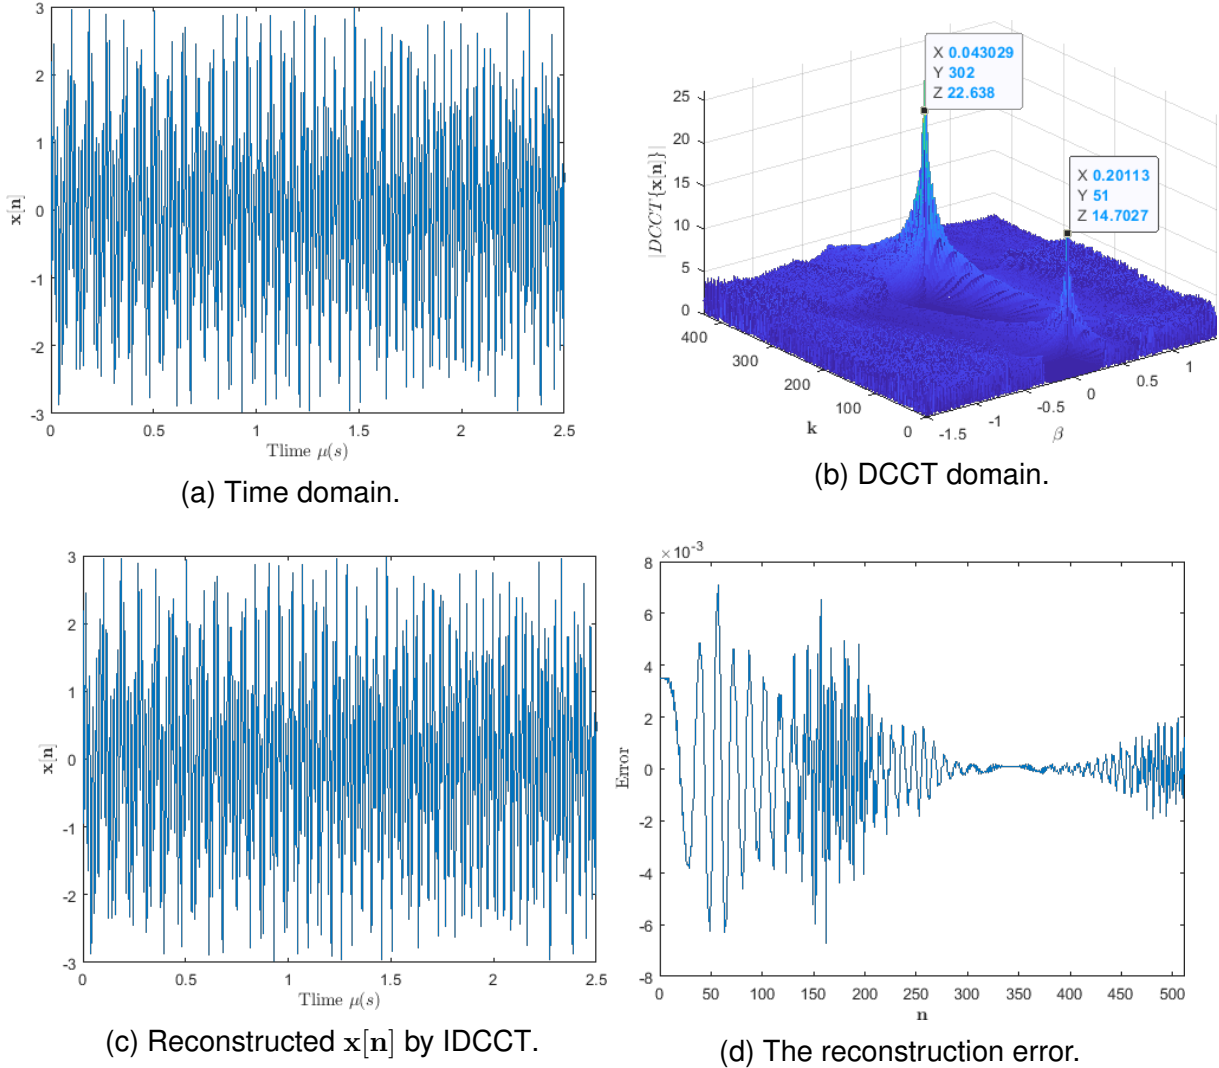 3
2
1
0
-1
-2
-3
0 0.5 1 1.5 2 2.5
x[n]
Tlime μ(s)
(a) Time domain.
X 0.043029
Y 302
Z 22.638
X 0.20113
Y 51
Z 14.7027
25
20
15
10
5
0
|DCCT{x[n]}|
400
300
200
100
0
k
-1.5 -1 -0.5 0 0.5 1
β
(b) DCCT domain.
3
2
1
0
-1
-2
-3
0 0.5 1 1.5 2 2.5
x[n]
Tlime μ(s)
(c) Reconstructed x[n] by IDCCT.
×10⁻³
8
6
4
2
0
-2
-4
-6
-8
0 50 100 150 200 250 300 350 400 450 500
Error
n
(d) The reconstruction error.